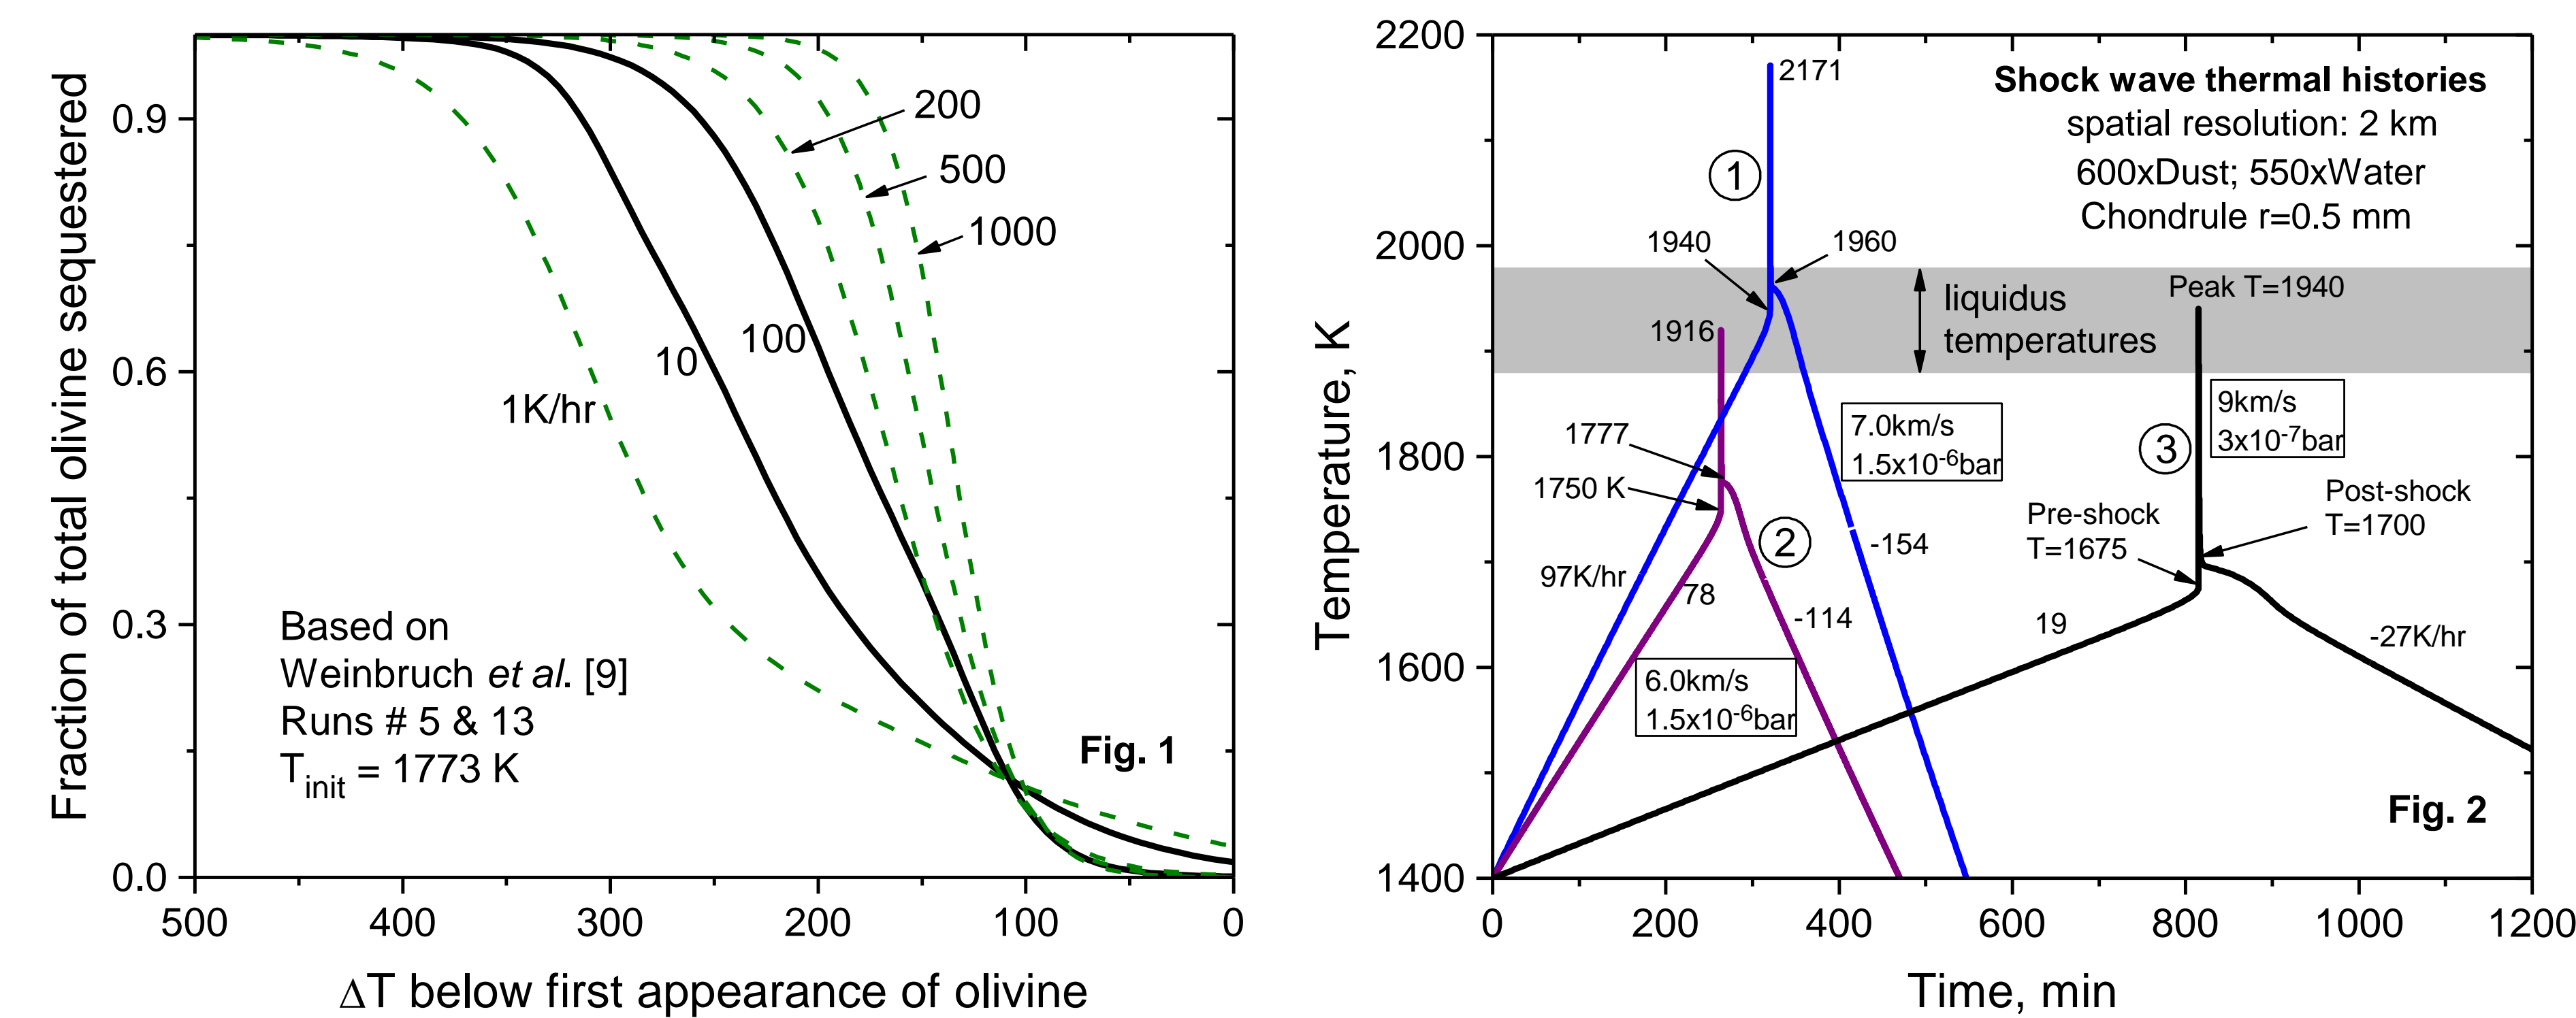 Fraction of total olivine sequestered
0.9
0.6
0.3
0.0
200
500
1000
10
100
1K/hr
Based on
Weinbruch et al. [9]
Runs # 5 & 13
Tinit = 1773 K
Fig. 1
500 400 300 200 100 0
ΔT below first appearance of olivine
Temperature, K
2200
2000
1800
1600
1400
Shock wave thermal histories
spatial resolution: 2 km
600xDust; 550xWater
Chondrule r=0.5 mm
2171
1
1940
1960
Peak T=1940
liquidus
temperatures
1916
9km/s
3x10-7bar
7.0km/s
1.5x10-6bar
3
1777
1750 K
Post-shock
T=1700
Pre-shock
T=1675
2
-154
97K/hr
78
-114
19
-27K/hr
6.0km/s
1.5x10-6bar
Fig. 2
0 200 400 600 800 1000 1200
Time, min